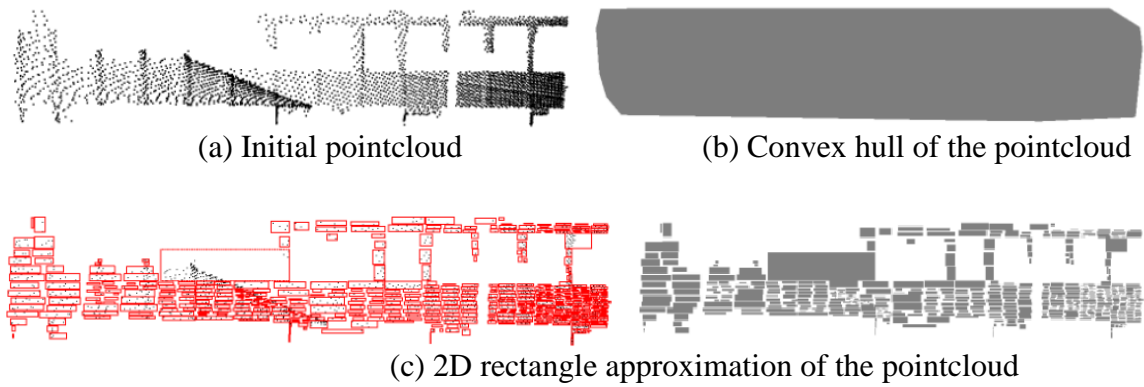 (a) Initial pointcloud
(b) Convex hull of the pointcloud
(c) 2D rectangle approximation of the pointcloud